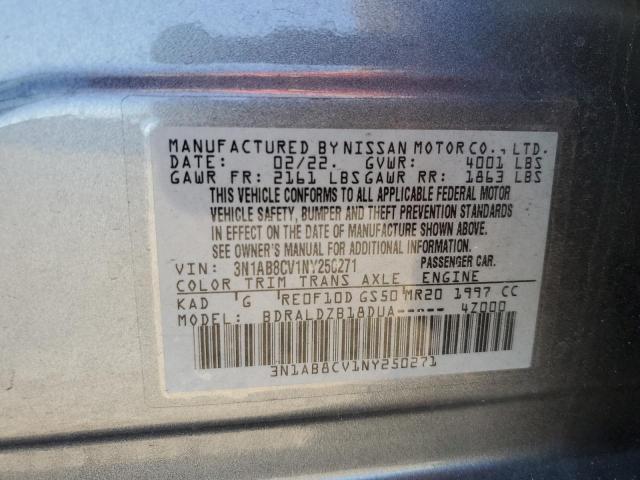 MANUFACTURED BY NISSAN MOTOR CO., LTD.
DATE: 02/22. GVWR: 4001 LBS
GAWR FR: 2161 LBS GAWR RR: 1863 LBS
THIS VEHICLE CONFORMS TO ALL APPLICABLE FEDERAL MOTOR
VEHICLE SAFETY, BUMPER AND THEFT PREVENTION STANDARDS
IN EFFECT ON THE DATE OF MANUFACTURE SHOWN ABOVE.
SEE OWNER'S MANUAL FOR ADDITIONAL INFORMATION.
VIN: 3N1AB8CV1NY250271 PASSENGER CAR.
COLOR TRIM TRANS AXLE ENGINE
KAD G RE0F10D GS50 MR20 1997 CC
MODEL: BDRALDZB18DUA----- 4Z000
3N1AB8CV1NY250271